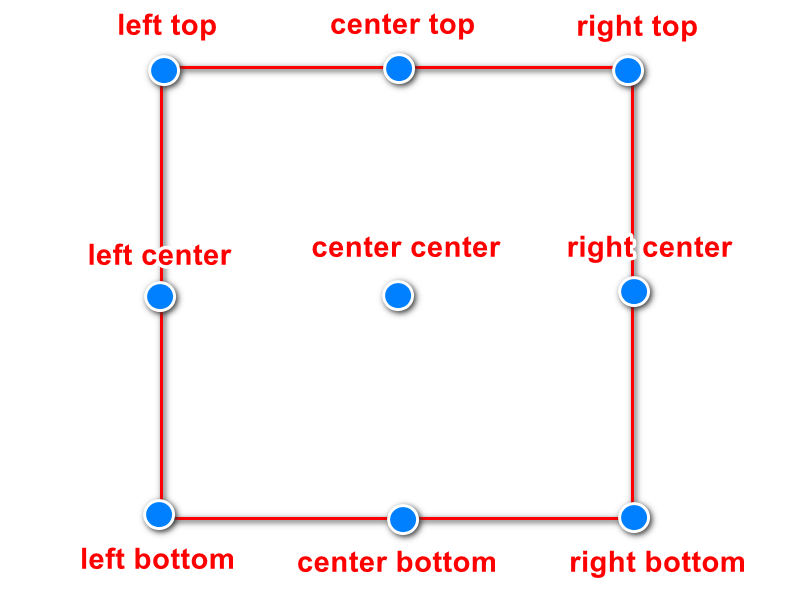 left top
center top
right top
left center
center center
right center
left bottom
center bottom
right bottom